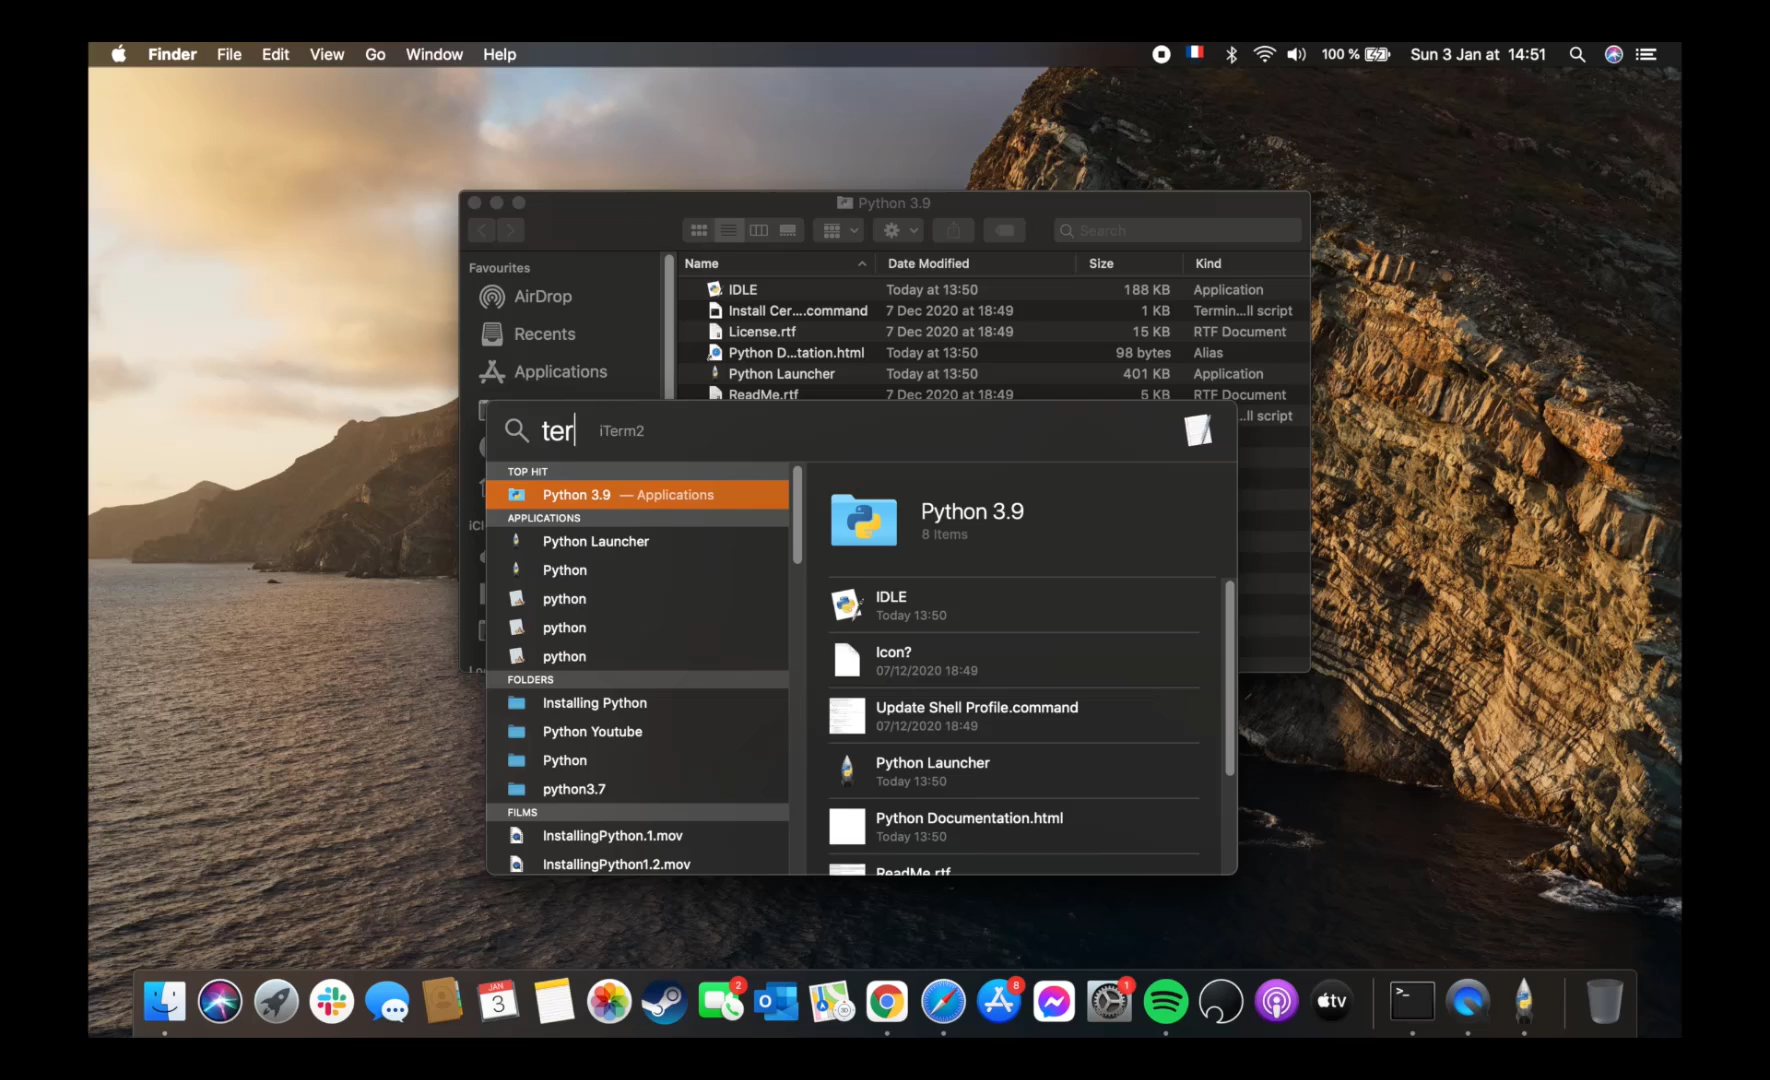 Finder File Edit View Go Window Help 100 % Sun 3 Jan at 14:51
Python 3.9
Search
Favourites
AirDrop
Recents
Applications
Name Date Modified Size Kind
IDLE Today at 13:50 188 KB Application
Install Cer....command 7 Dec 2020 at 18:49 1 KB Termin...ll script
License.rtf 7 Dec 2020 at 18:49 15 KB RTF Document
Python D...tation.html Today at 13:50 98 bytes Alias
Python Launcher Today at 13:50 401 KB Application
ReadMe.rtf 7 Dec 2020 at 18:49 5 KB RTF Document
...ll script
ter iTerm2
TOP HIT
Python 3.9 — Applications
APPLICATIONS
Python Launcher
Python
python
python
python
FOLDERS
Installing Python
Python Youtube
Python
python3.7
FILMS
InstallingPython.1.mov
InstallingPython1.2.mov
Python 3.9
8 Items
IDLE
Today 13:50
Icon?
07/12/2020 18:49
Update Shell Profile.command
07/12/2020 18:49
Python Launcher
Today 13:50
Python Documentation.html
Today 13:50
ReadMe.rtf
iCl
JAN
3
2
3D
8
1
tv
>_